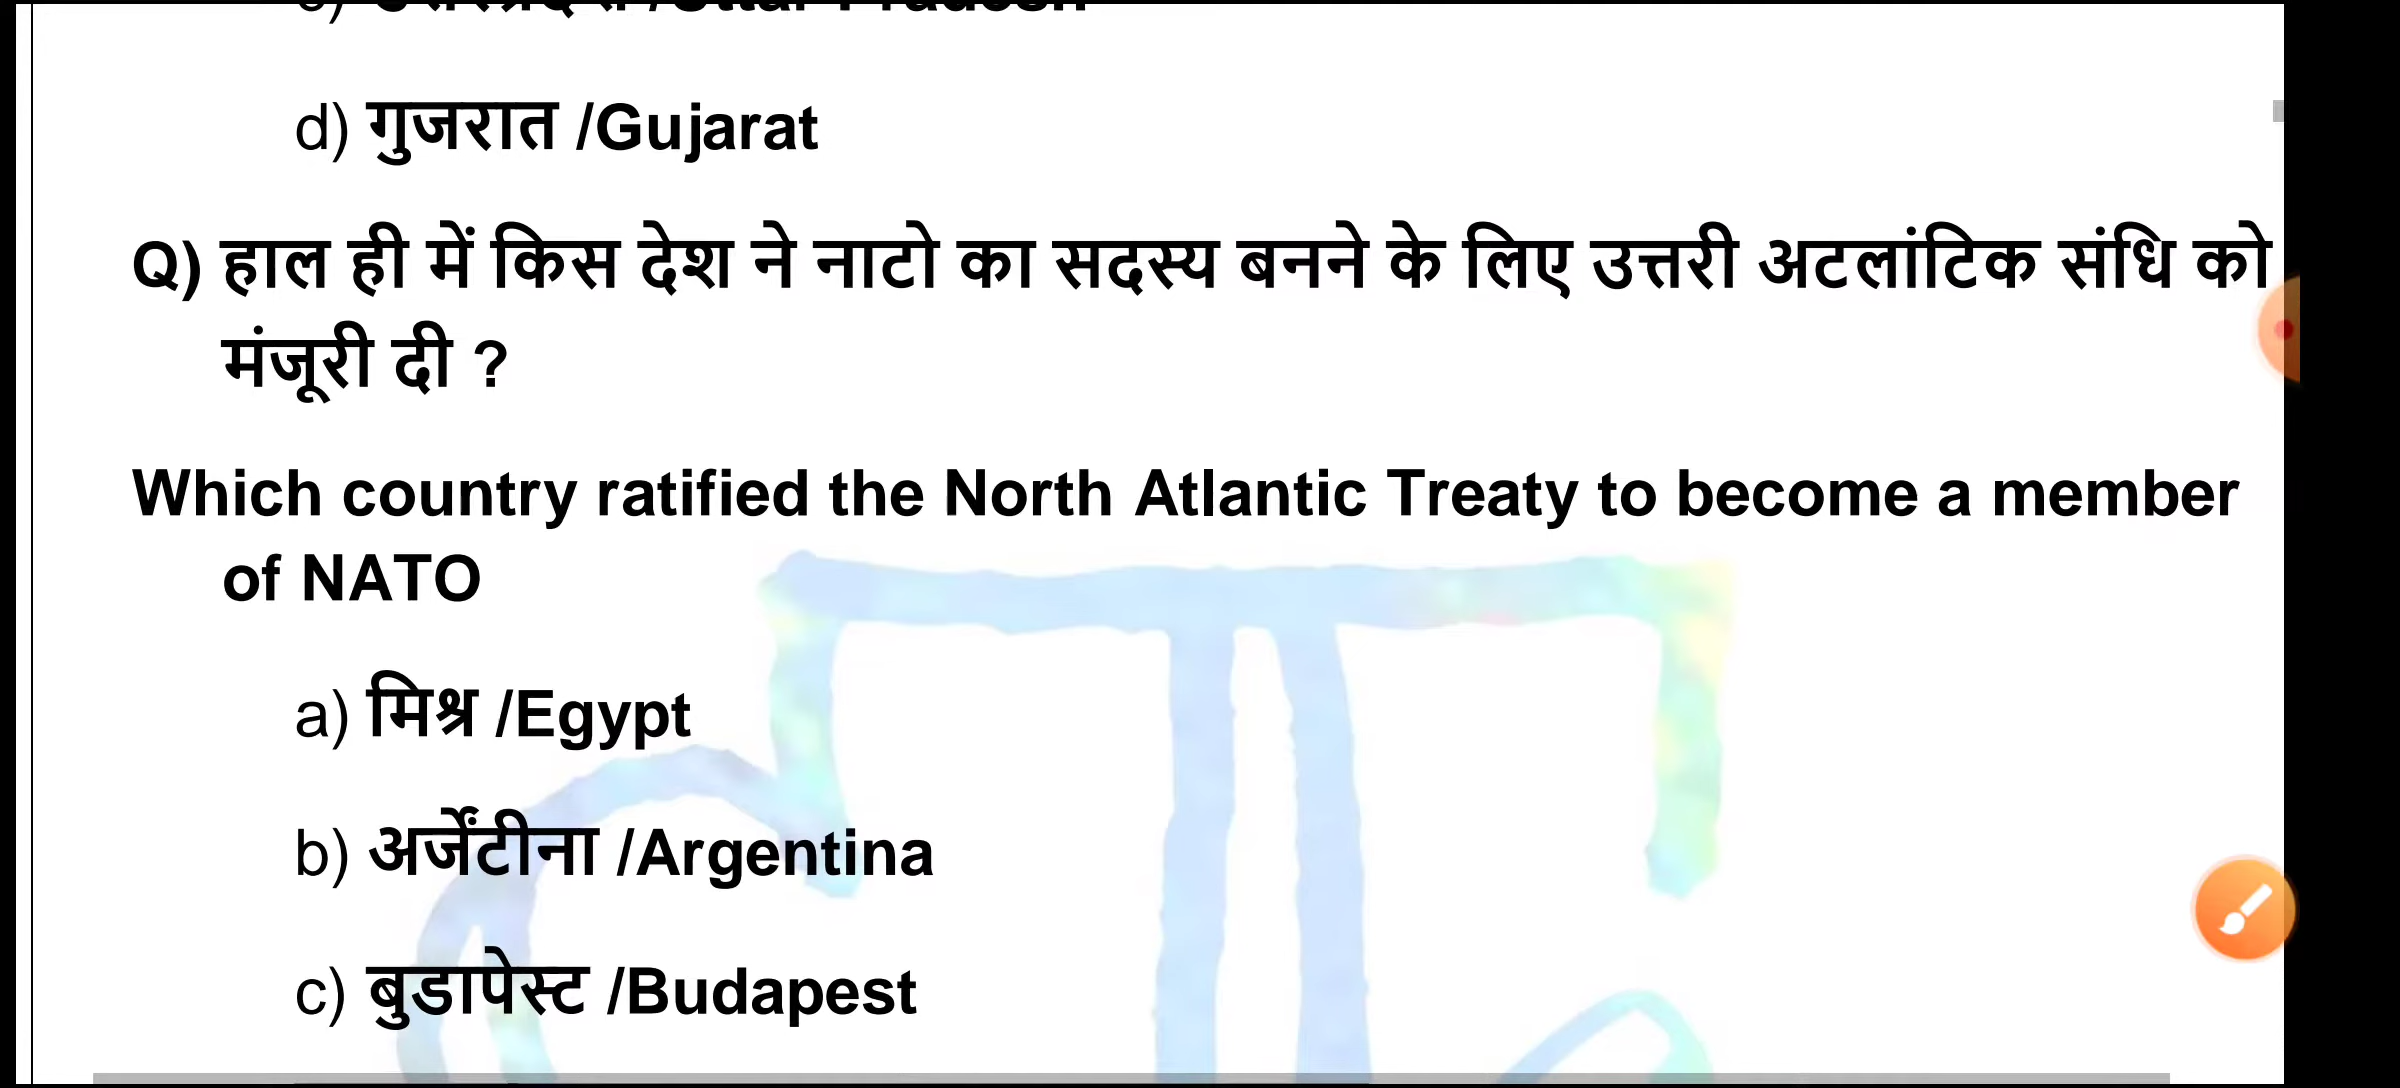 d) गुजरात /Gujarat
Q) हाल ही में किस देश ने नाटो का सदस्य बनने के लिए उत्तरी अटलांटिक संधि को
मंजूरी दी ?
Which country ratified the North Atlantic Treaty to become a member
of NATO
a) मिश्र /Egypt
b) अर्जेंटीना /Argentina
c) बुडापेस्ट /Budapest